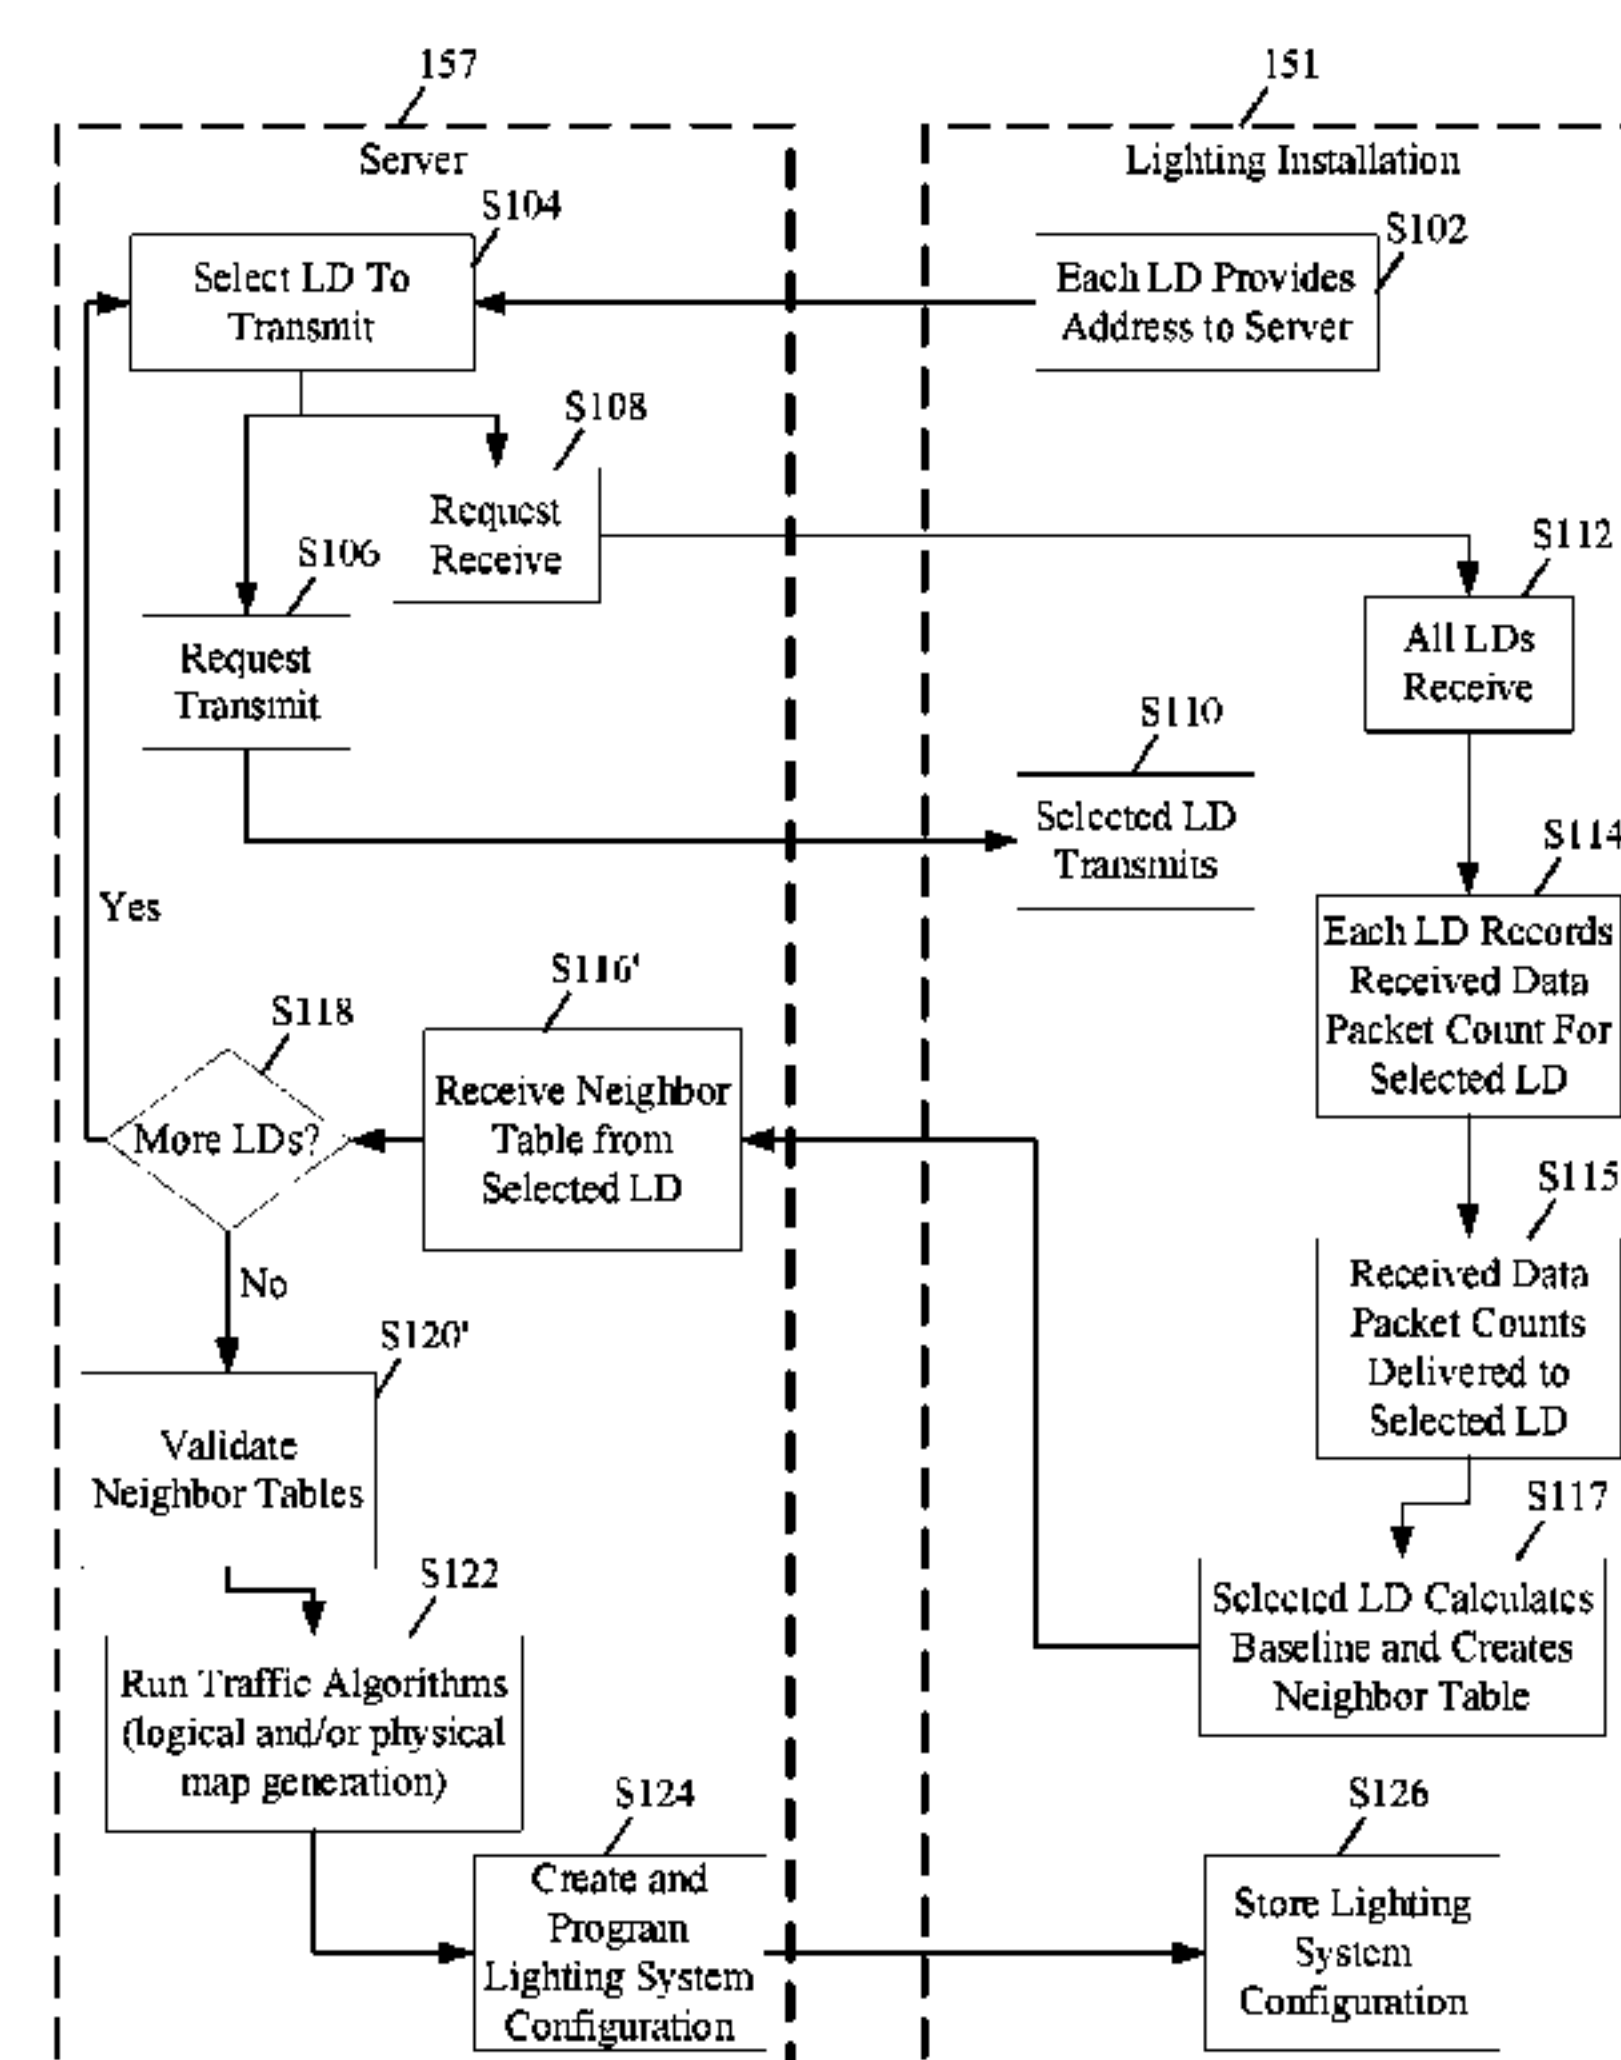 157
151
Server
Lighting Installation
S104
S102
Select LD To
Transmit
Each LD Provides
Address to Server
S108
Request
Receive
S106
Request
Transmit
S112
All LDs
Receive
S110
Selected LD
Transmits
S114
Each LD Records
Received Data
Packet Count For
Selected LD
Yes
S116'
Receive Neighbor
Table from
Selected LD
S118
More LDs?
S115
Received Data
Packet Counts
Delivered to
Selected LD
No
S120'
Validate
Neighbor Tables
S117
Selected LD Calculates
Baseline and Creates
Neighbor Table
S122
Run Traffic Algorithms
(logical and/or physical
map generation)
S124
Create and
Program
Lighting System
Configuration
S126
Store Lighting
System
Configuration